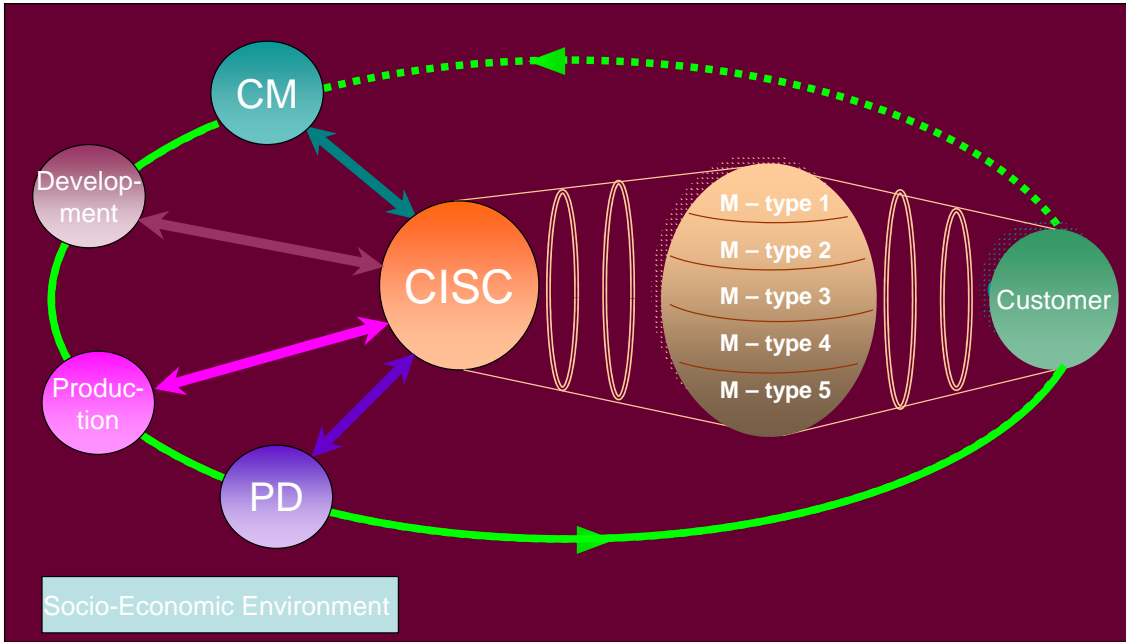 CM
Develop-
ment
CISC
Produc-
tion
PD
M – type 1
M – type 2
M – type 3
M – type 4
M – type 5
Customer
Socio-Economic Environment